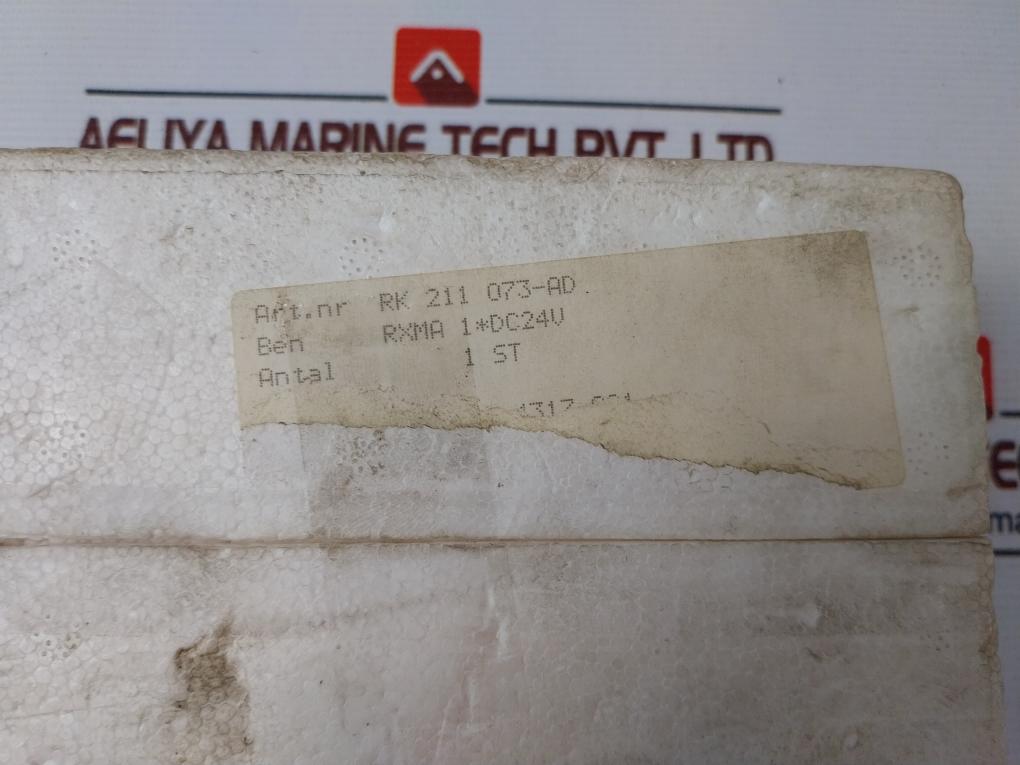 AELIYA MARINE TECH PVT. LTD
Art.nr RK 211 073-AD
Ben RXMA 1*DC24V
Antal 1 ST